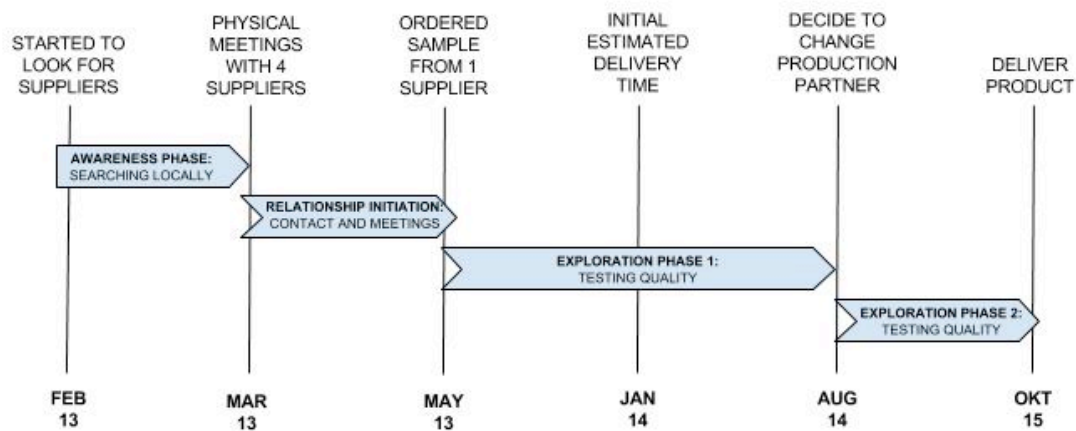 STARTED TO
LOOK FOR
SUPPLIERS
PHYSICAL
MEETINGS
WITH 4
SUPPLIERS
ORDERED
SAMPLE
FROM 1
SUPPLIER
INITIAL
ESTIMATED
DELIVERY
TIME
DECIDE TO
CHANGE
PRODUCTION
PARTNER
DELIVER
PRODUCT
AWARENESS PHASE:
SEARCHING LOCALLY
RELATIONSHIP INITIATION:
CONTACT AND MEETINGS
EXPLORATION PHASE 1:
TESTING QUALITY
EXPLORATION PHASE 2:
TESTING QUALITY
FEB
13
MAR
13
MAY
13
JAN
14
AUG
14
OKT
15